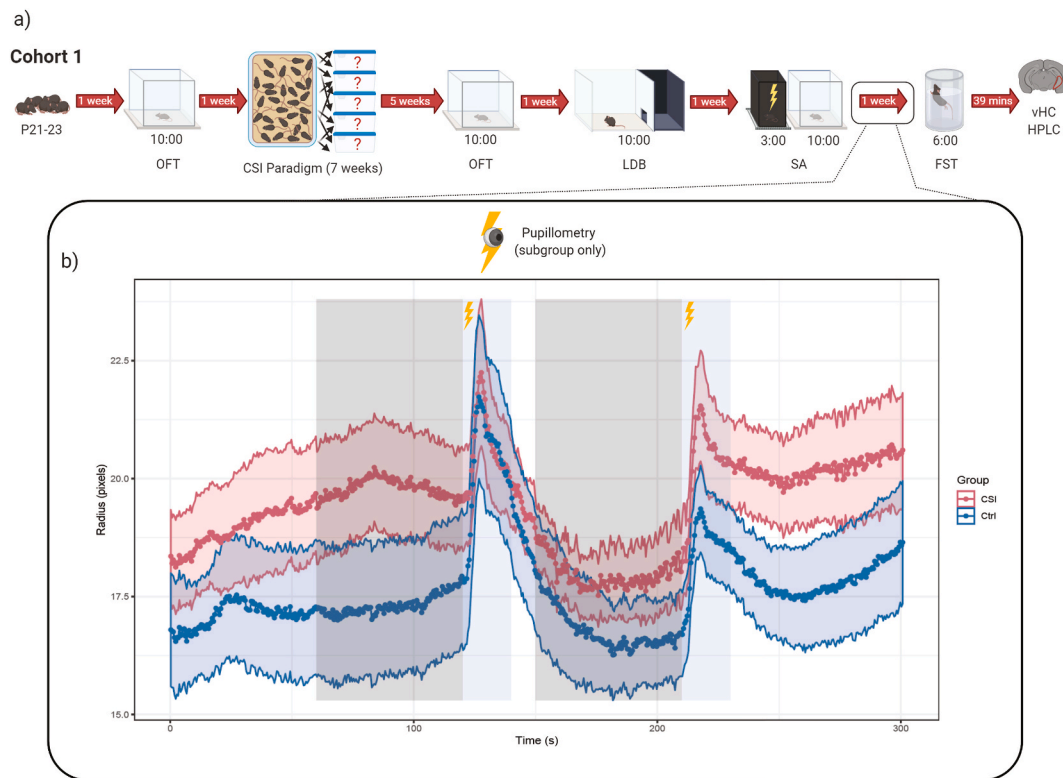 a)
Cohort 1
P21-23
1 week
10:00
OFT
1 week
? ? ? ? ?
CSI Paradigm (7 weeks)
5 weeks
10:00
OFT
1 week
10:00
LDB
1 week
3:00 10:00
SA
1 week
6:00
FST
39 mins
vHC
HPLC
Pupillometry
(subgroup only)
b)
Radius (pixels)
22.5
20.0
17.5
15.0
0 100 200 300
Time (s)
Group
CSI
Ctrl